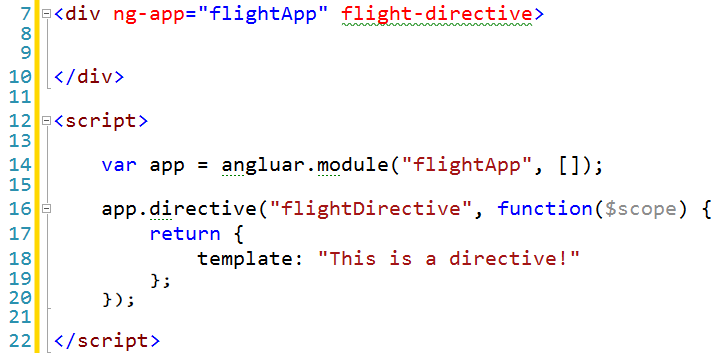 7 <div ng-app="flightApp" flight-directive>
8
9
10 </div>
11
12 <script>
13
14 var app = angluar.module("flightApp", []);
15
16 app.directive("flightDirective", function($scope) {
17 return {
18 template: "This is a directive!"
19 };
20 });
21
22 </script>